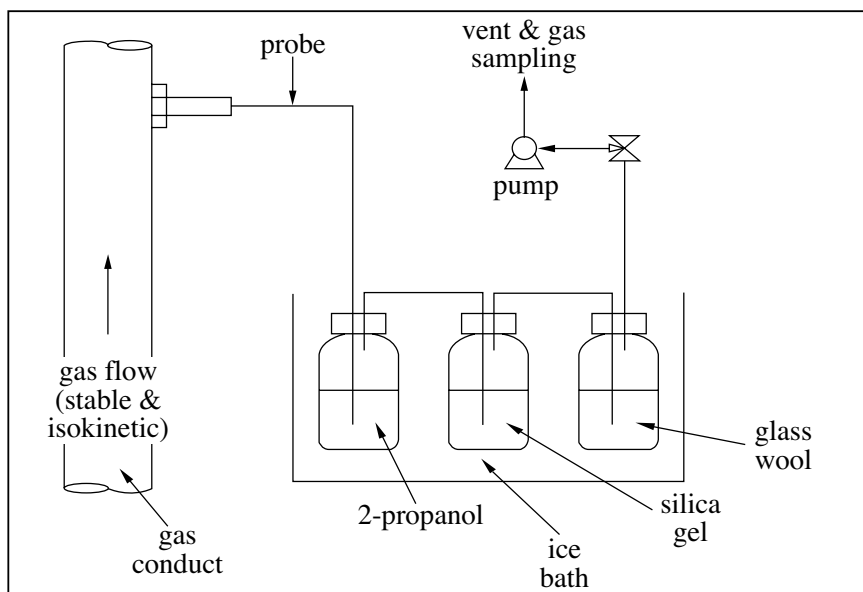 probe
vent & gas
sampling
pump
gas flow
(stable &
isokinetic)
glass
wool
2-propanol
silica
gel
gas
conduct
ice
bath